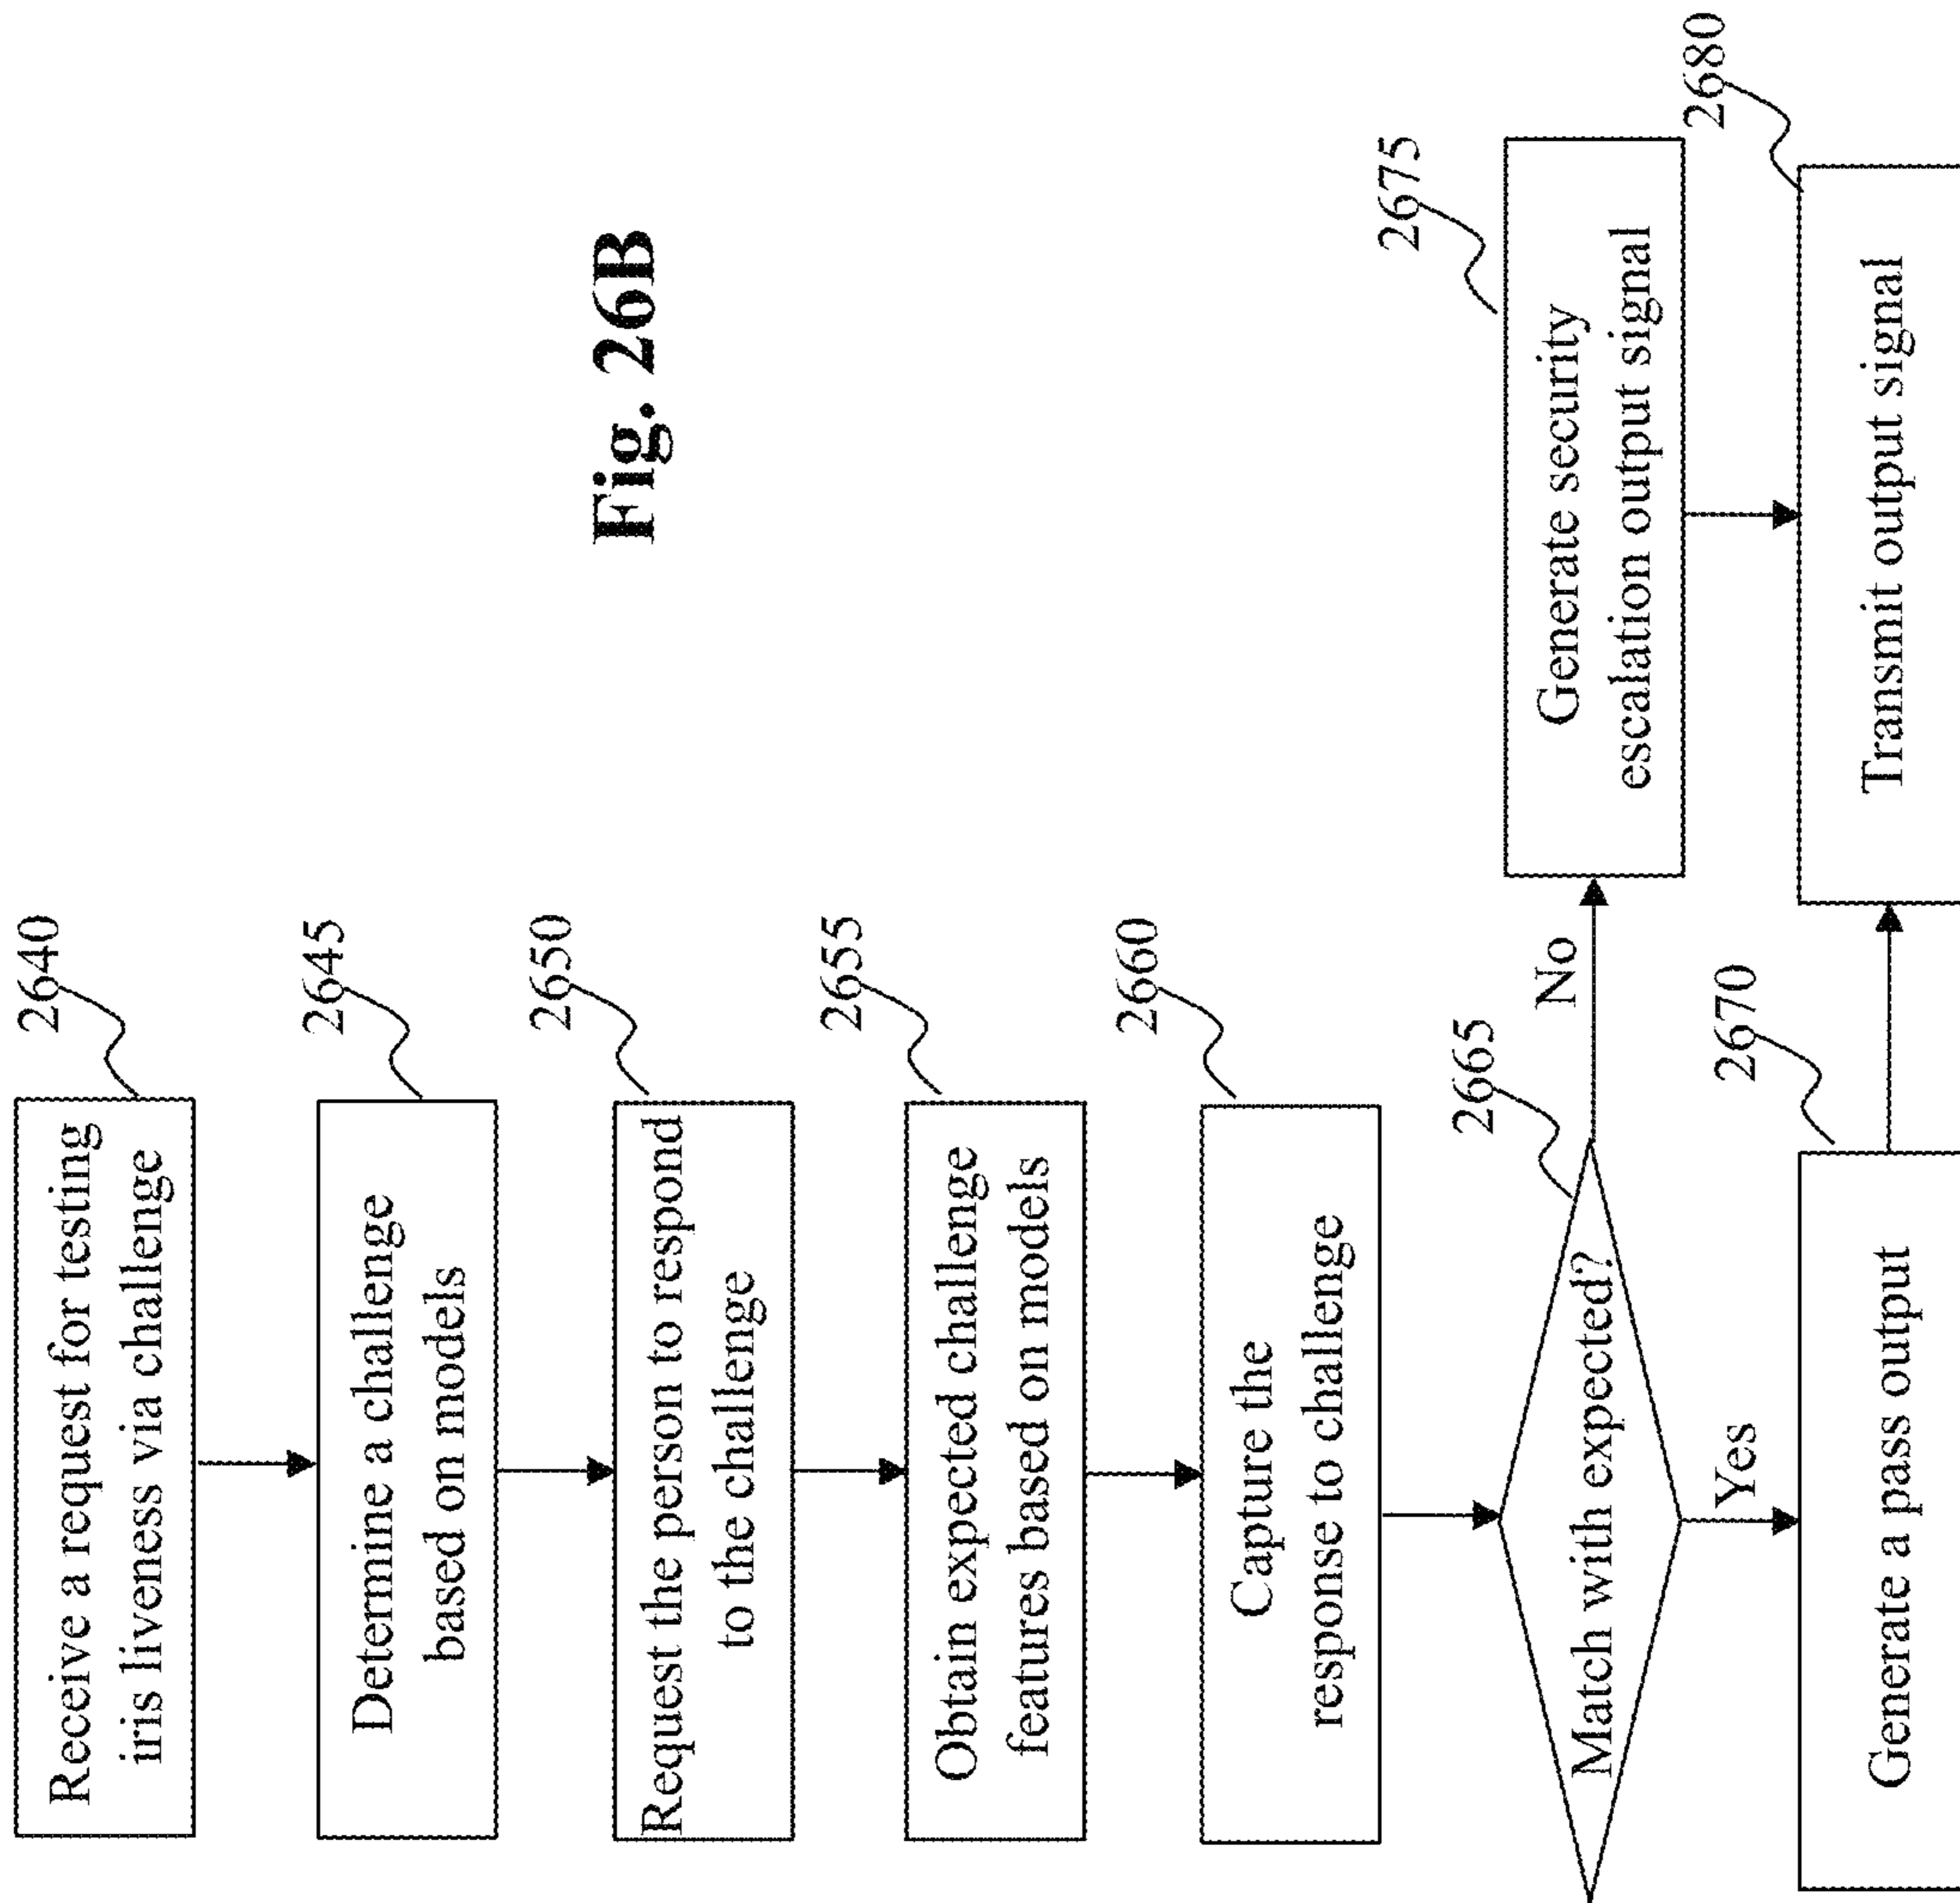 2640
Receive a request for testing
iris liveness via challenge
2645
Determine a challenge
based on models
2650
Request the person to respond
to the challenge
2655
Obtain expected challenge
features based on models
2660
Capture the
response to challenge
2665
Match with expected?
No
Yes
2675
Generate security
escalation output signal
2670
Generate a pass output
2680
Transmit output signal
Fig. 26B